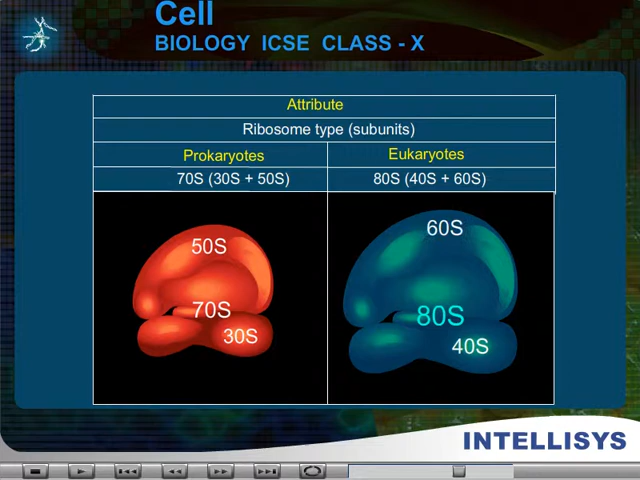 Cell
BIOLOGY ICSE CLASS - X
Attribute
Ribosome type (subunits)
Prokaryotes
Eukaryotes
70S (30S + 50S)
80S (40S + 60S)
50S
70S
30S
60S
80S
40S
INTELLISYS